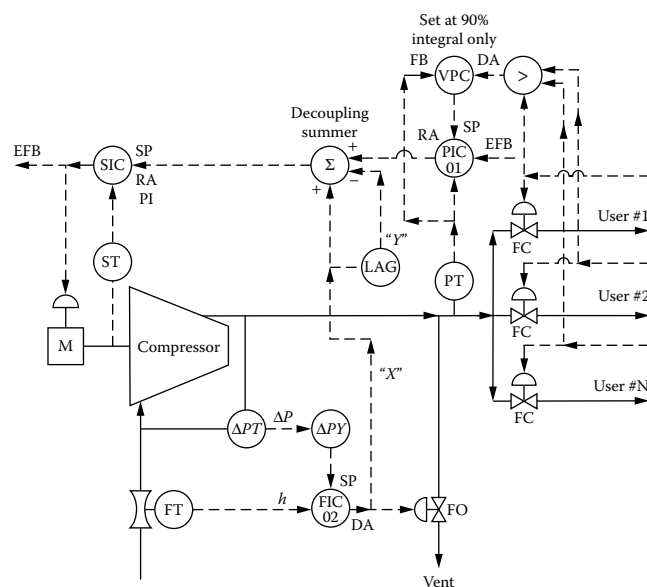 Set at 90%
integral only
FB
VPC
DA
>
Decoupling
summer
SP
RA
PIC
01
EFB
EFB
SIC
SP
RA
PI
+
Σ
–
+
"Y"
LAG
ST
PT
User #1
FC
User #2
FC
User #N
FC
M
Compressor
"X"
ΔPT
ΔP
ΔPY
SP
FT
h
FIC
02
DA
FO
Vent